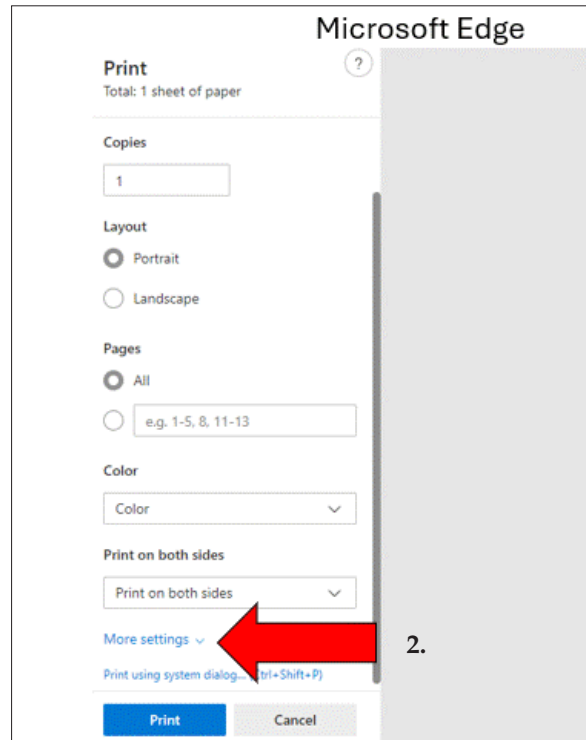 Microsoft Edge
Print
?
Total: 1 sheet of paper
Copies
1
Layout
Portrait
Landscape
Pages
All
e.g. 1-5, 8, 11-13
Color
Color
Print on both sides
Print on both sides
More settings
2.
Print using system dialog... Ctrl+Shift+P)
Print Cancel